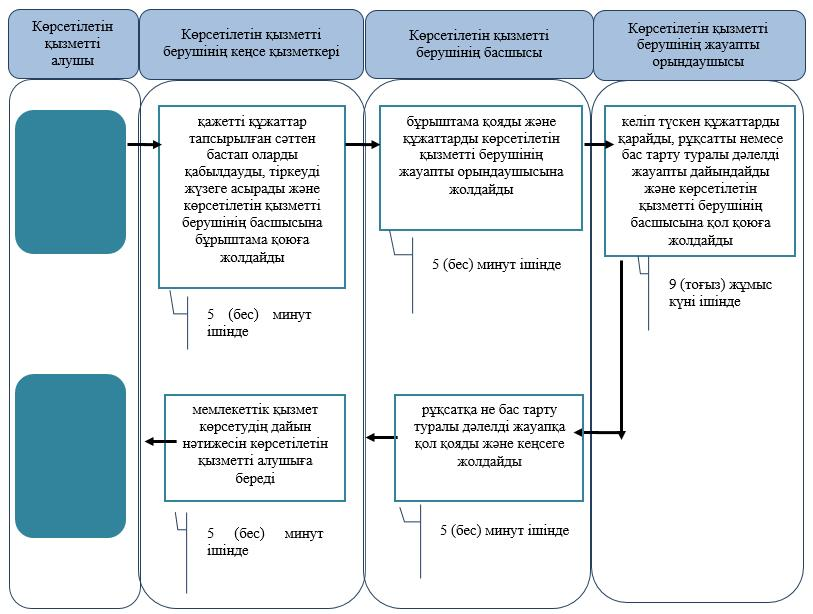 Көрсетілетін
қызметті
алушы
Көрсетілетін қызметті
берушінің кеңсе қызметкері
Көрсетілетін қызметті
берушінің басшысы
Көрсетілетін қызметті
берушінің жауапты
орындаушысы
қажетті құжаттар
тапсырылған сәттен
бастап оларды
қабылдауды, тіркеуді
жүзеге асырады және
көрсетілетін қызметті
берушінің басшысына
бұрыштама қоюға
жолдайды
5 (бес) минут
ішінде
бұрыштама қояды және
құжаттарды көрсетілетін
қызметті берушінің
жауапты орындаушысына
жолдайды
5 (бес) минут ішінде
келіп түскен құжаттарды
қарайды, рұқсатты немесе
бас тарту туралы дәлелді
жауапты дайындайды
және көрсетілетін
қызметті берушінің
басшысына қол қоюға
жолдайды
9 (тоғыз) жұмыс
күні ішінде
мемлекеттік қызмет
көрсетудің дайын
нәтижесін көрсетілетін
қызметті алушыға
береді
5 (бес) минут
ішінде
рұқсатқа не бас тарту
туралы дәлелді жауапқа
қол қояды және кеңсеге
жолдайды
5 (бес) минут ішінде